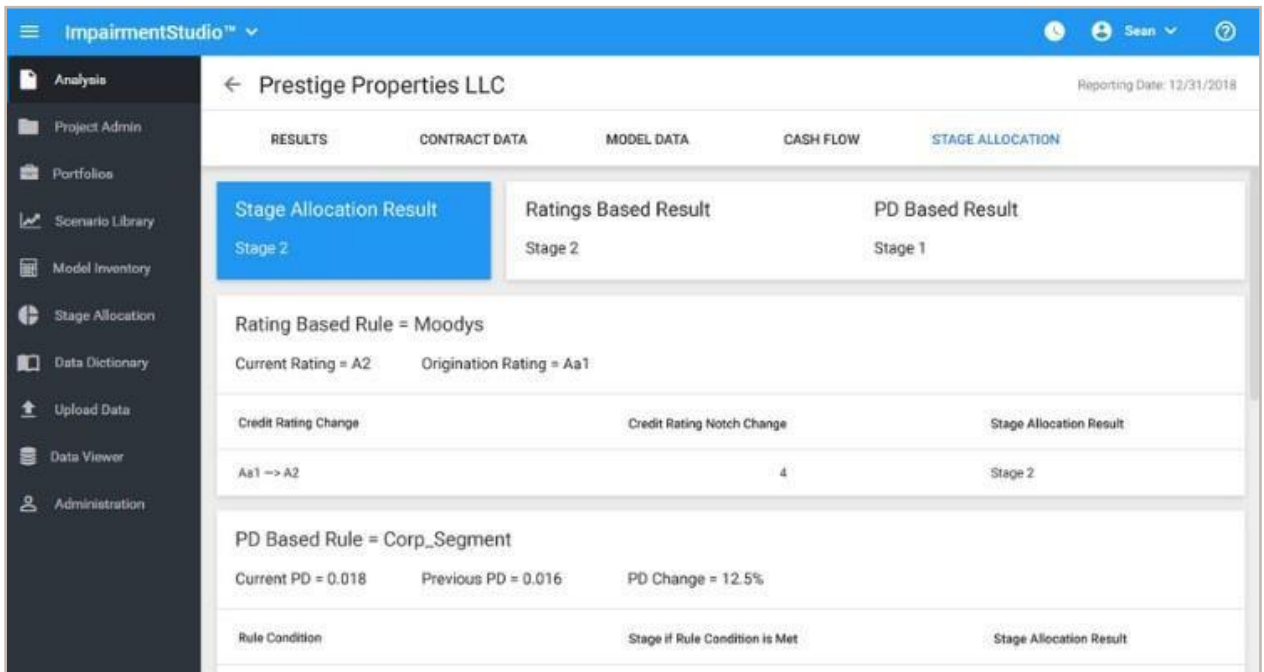 ImpairmentStudio™
Sean
Analysis
Project Admin
Portfolios
Scenario Library
Model Inventory
Stage Allocation
Data Dictionary
Upload Data
Data Viewer
Administration
Prestige Properties LLC
Reporting Date: 12/31/2018
RESULTS CONTRACT DATA MODEL DATA CASH FLOW STAGE ALLOCATION
Stage Allocation Result Ratings Based Result PD Based Result
Stage 2 Stage 2 Stage 1
Rating Based Rule = Moodys
Current Rating = A2 Origination Rating = Aa1
Credit Rating Change Credit Rating Notch Change Stage Allocation Result
Aa1 --> A2 4 Stage 2
PD Based Rule = Corp_Segment
Current PD = 0.018 Previous PD = 0.016 PD Change = 12.5%
Rule Condition Stage if Rule Condition is Met Stage Allocation Result